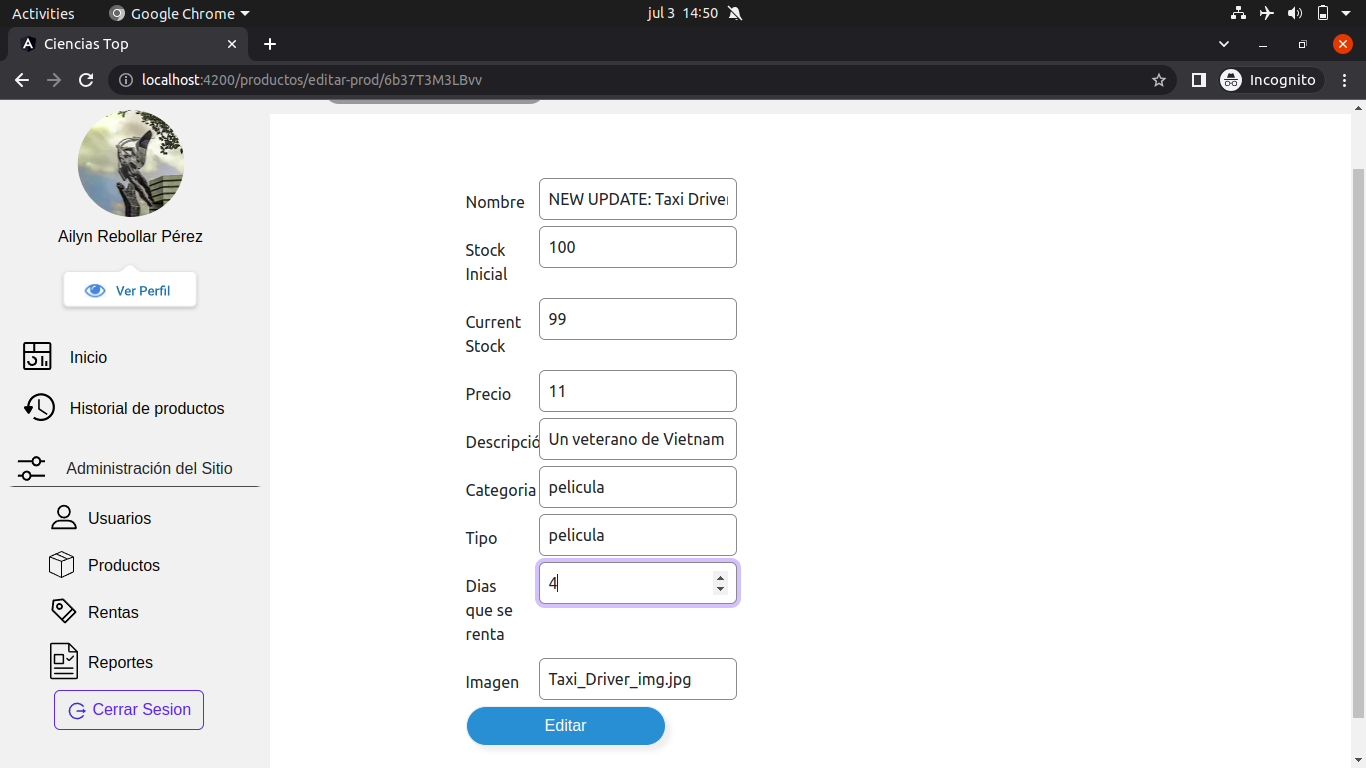 Activities
Google Chrome
jul 3 14:50
Ciencias Top
localhost:4200/productos/editar-prod/6b37T3M3LBvv
Incognito
Ailyn Rebollar Pérez
Ver Perfil
Inicio
Historial de productos
Administración del Sitio
Usuarios
Productos
Rentas
Reportes
Cerrar Sesion
Nombre
NEW UPDATE: Taxi Driver
Stock
Inicial
100
Current
Stock
99
Precio
11
Descripció
Un veterano de Vietnam
Categoria
pelicula
Tipo
pelicula
Dias
que se
renta
4
Imagen
Taxi_Driver_img.jpg
Editar